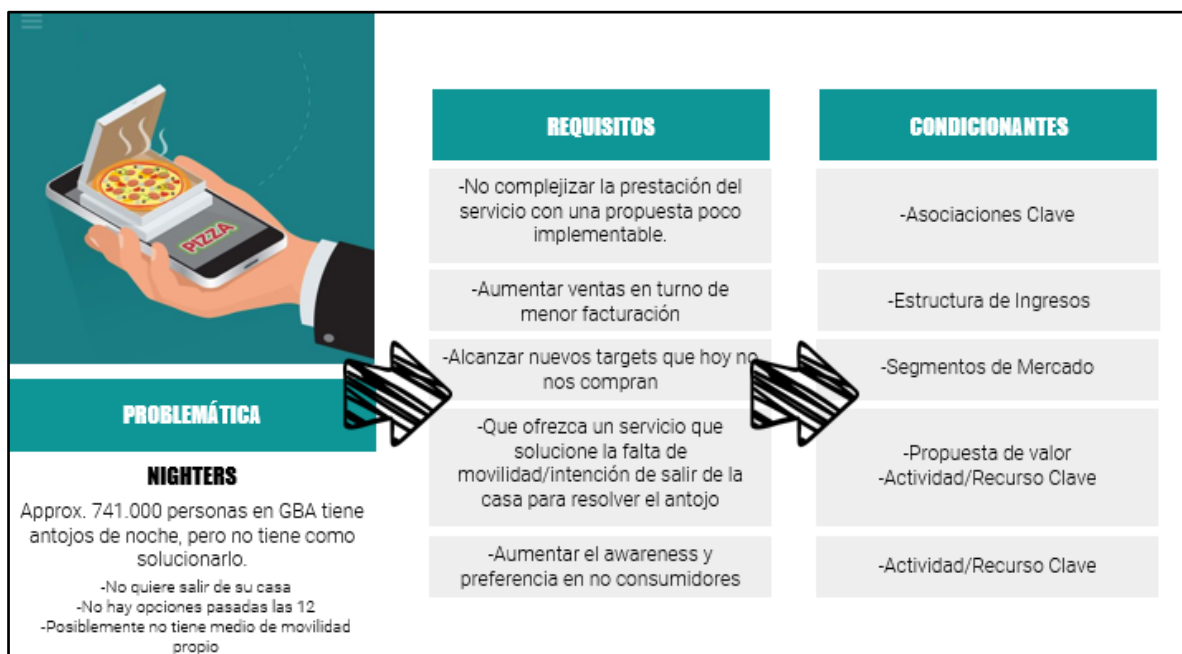 PIZZA
PROBLEMÁTICA
NIGHTERS
Approx. 741.000 personas en GBA tiene
antojos de noche, pero no tiene como
solucionarlo.
-No quiere salir de su casa
-No hay opciones pasadas las 12
-Posiblemente no tiene medio de movilidad
propio
REQUISITOS
-No complejizar la prestación del
servicio con una propuesta poco
implementable.
-Aumentar ventas en turno de
menor facturación
-Alcanzar nuevos targets que hoy no
nos compran
-Que ofrezca un servicio que
solucione la falta de
movilidad/intención de salir de la
casa para resolver el antojo
-Aumentar el awareness y
preferencia en no consumidores
CONDICIONANTES
-Asociaciones Clave
-Estructura de Ingresos
-Segmentos de Mercado
-Propuesta de valor
-Actividad/Recurso Clave
-Actividad/Recurso Clave